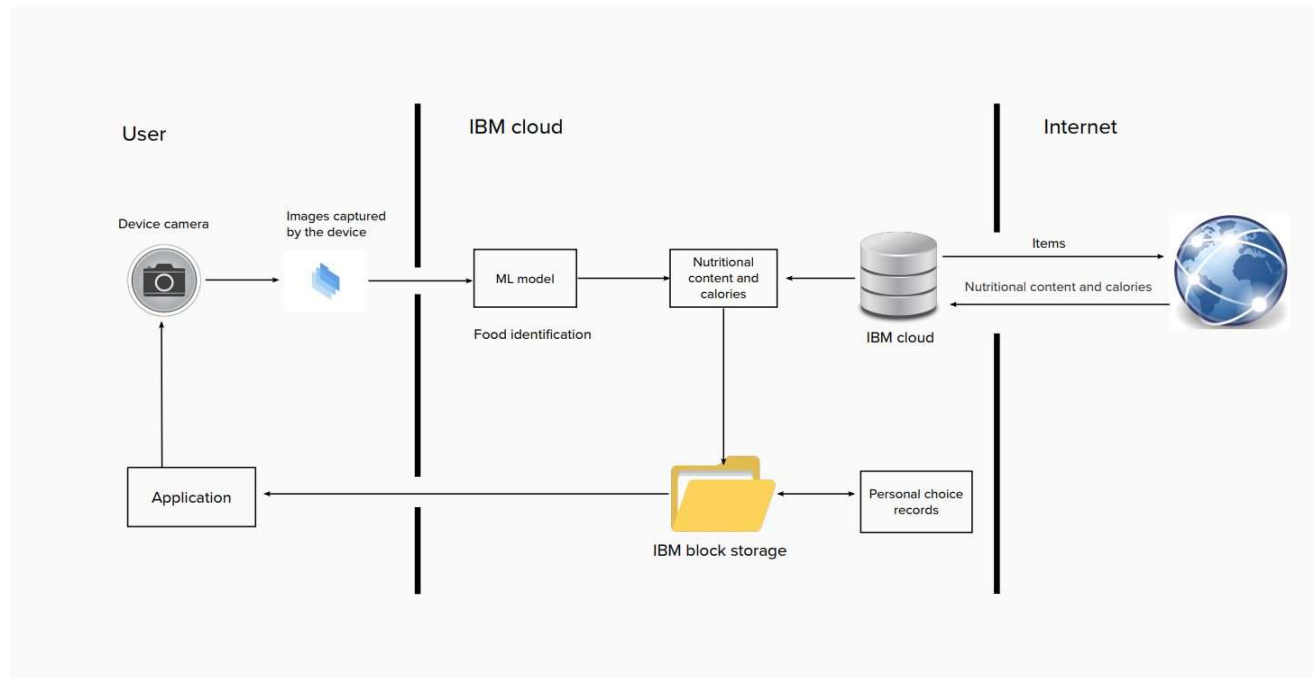 User
IBM cloud
Internet
Device camera
Images captured
by the device
ML model
Food identification
Nutritional
content and
calories
IBM cloud
Items
Nutritional content and calories
Application
IBM block storage
Personal choice
records